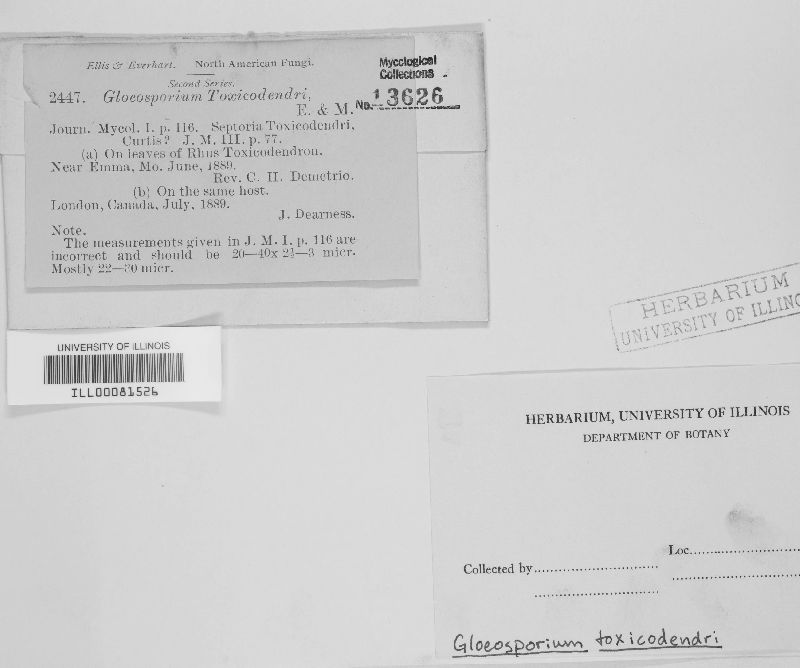 Ellis & Everhart. North American Fungi.
Second Series.
2447. Gloeosporium Toxicodendri,
E. & M.
Mycological
Collections
No. 13626
Journ. Mycol. I. p. 116. Septoria Toxicodendri,
Curtis? J. M. III. p. 77.
(a) On leaves of Rhus Toxicodendron.
Near Emma, Mo. June, 1889.
Rev. C. H. Demetrio.
(b) On the same host.
London, Canada, July, 1889.
J. Dearness.
Note.
The measurements given in J. M. I. p. 116 are
incorrect and should be 20—40x 2½—3 micr.
Mostly 22—30 micr.
HERBARIUM
UNIVERSITY OF ILLINO
UNIVERSITY OF ILLINOIS
ILL00081526
HERBARIUM, UNIVERSITY OF ILLINOIS
DEPARTMENT OF BOTANY
Loc.
Collected by
Gloeosporium toxicodendri